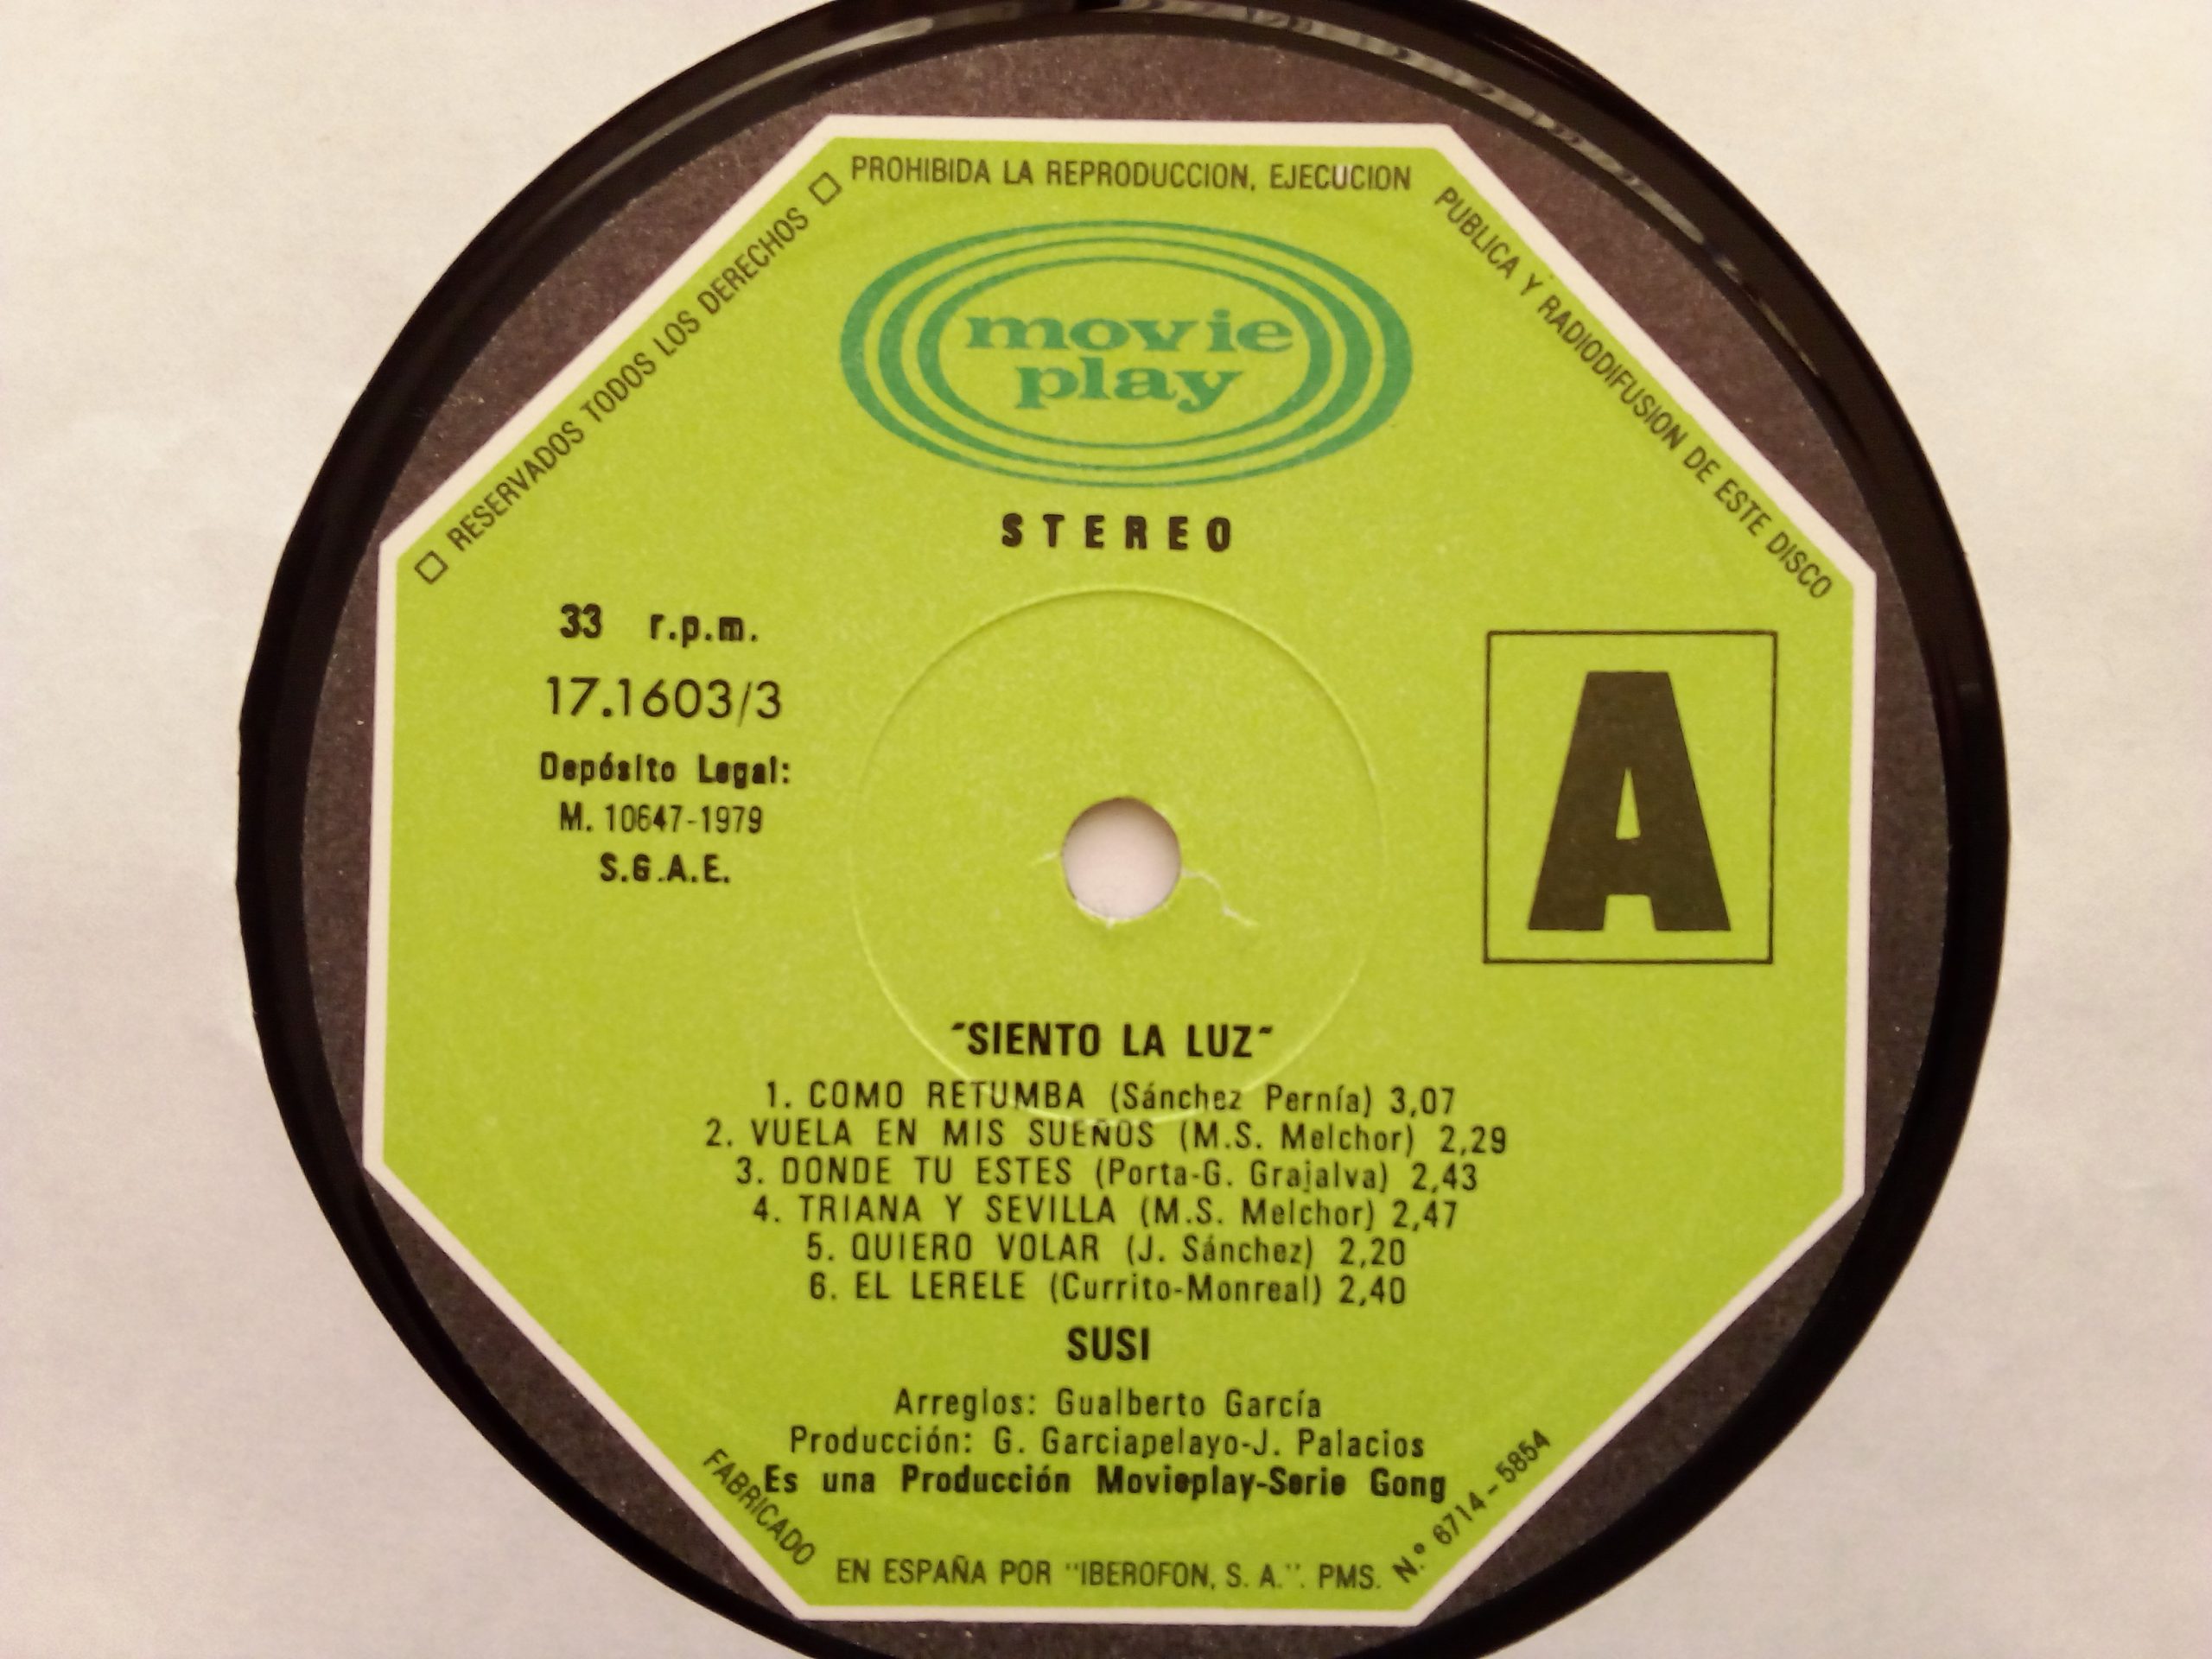 □ RESERVADOS TODOS LOS DERECHOS □ PROHIBIDA LA REPRODUCCION, EJECUCION PUBLICA Y RADIODIFUSION DE ESTE DISCO
movie
play
STEREO
33 r.p.m.
17.1603/3
Depósito Legal:
M. 10647-1979
S.G.A.E.
A
"SIENTO LA LUZ"
1. COMO RETUMBA (Sánchez Pernía) 3,07
2. VUELA EN MIS SUEÑOS (M.S. Melchor) 2,29
3. DONDE TU ESTES (Porta-G. Grajalva) 2,43
4. TRIANA Y SEVILLA (M.S. Melchor) 2,47
5. QUIERO VOLAR (J. Sánchez) 2,20
6. EL LERELE (Currito-Monreal) 2,40
SUSI
Arreglos: Gualberto García
Producción: G. Garciapelayo-J. Palacios
Es una Producción Movieplay-Serie Gong
FABRICADO EN ESPAÑA POR "IBEROFON, S. A.". PMS. N.º 6714-5854